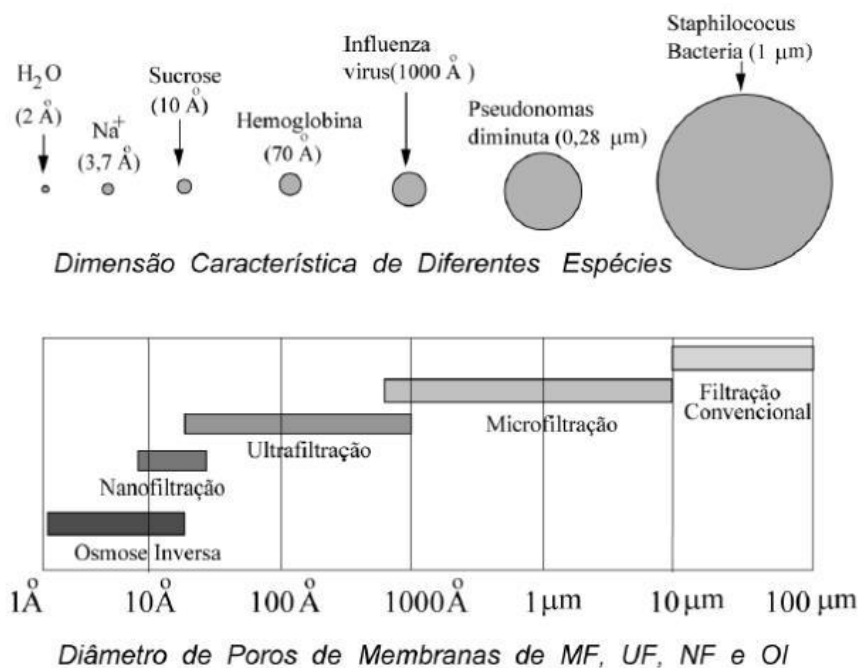 H₂O
(2 Å)
Na⁺
(3,7 Å)
Sucrose
(10 Å)
Hemoglobina
(70 Å)
Influenza
virus(1000 Å)
Pseudonomas
diminuta (0,28 μm)
Staphilococus
Bacteria (1 μm)
Dimensão Característica de Diferentes Espécies
Filtração
Convencional
Microfiltração
Ultrafiltração
Nanofiltração
Osmose Inversa
1Å 10Å 100Å 1000Å 1μm 10μm 100 μm
Diâmetro de Poros de Membranas de MF, UF, NF e OI